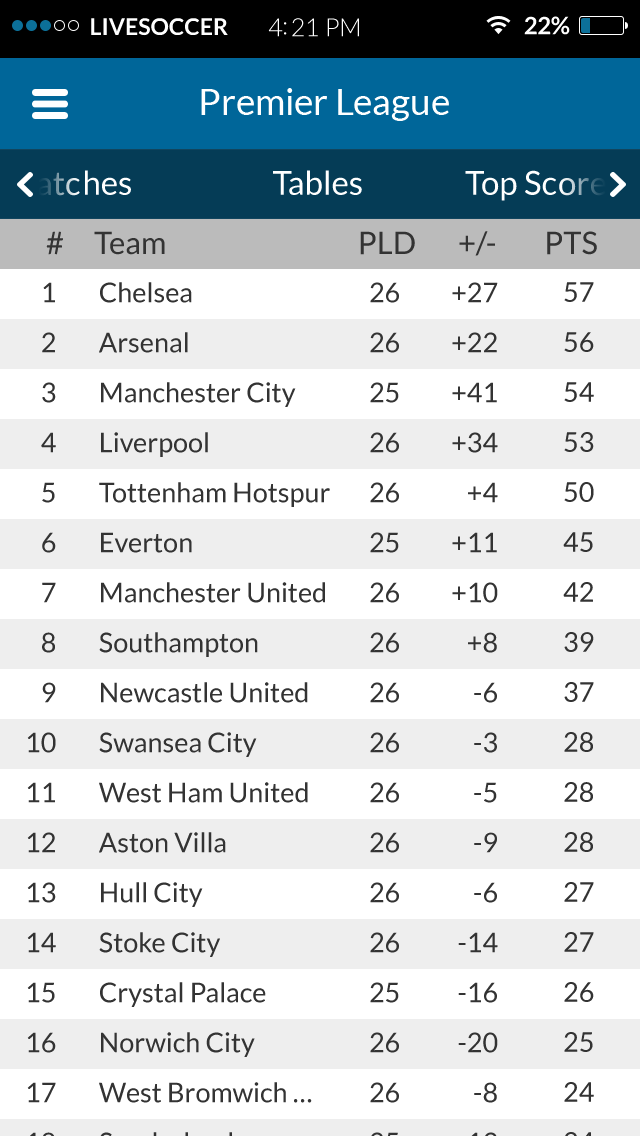 LIVESOCCER 4:21 PM 22%
Premier League
atches Tables Top Score
# Team PLD +/- PTS
1 Chelsea 26 +27 57
2 Arsenal 26 +22 56
3 Manchester City 25 +41 54
4 Liverpool 26 +34 53
5 Tottenham Hotspur 26 +4 50
6 Everton 25 +11 45
7 Manchester United 26 +10 42
8 Southampton 26 +8 39
9 Newcastle United 26 -6 37
10 Swansea City 26 -3 28
11 West Ham United 26 -5 28
12 Aston Villa 26 -9 28
13 Hull City 26 -6 27
14 Stoke City 26 -14 27
15 Crystal Palace 25 -16 26
16 Norwich City 26 -20 25
17 West Bromwich ... 26 -8 24